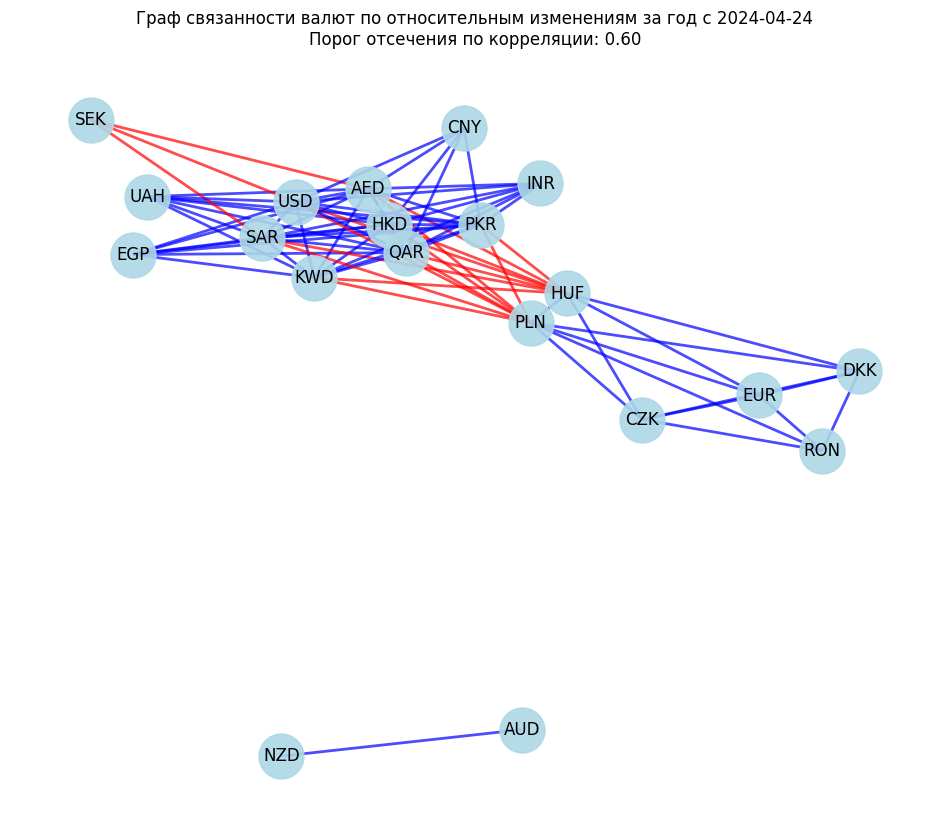 Граф связанности валют по относительным изменениям за год с 2024-04-24
Порог отсечения по корреляции: 0.60
SEK
CNY
INR
AED
UAH
USD
HKD
PKR
SAR
EGP
QAR
KWD
HUF
PLN
DKK
EUR
CZK
RON
AUD
NZD